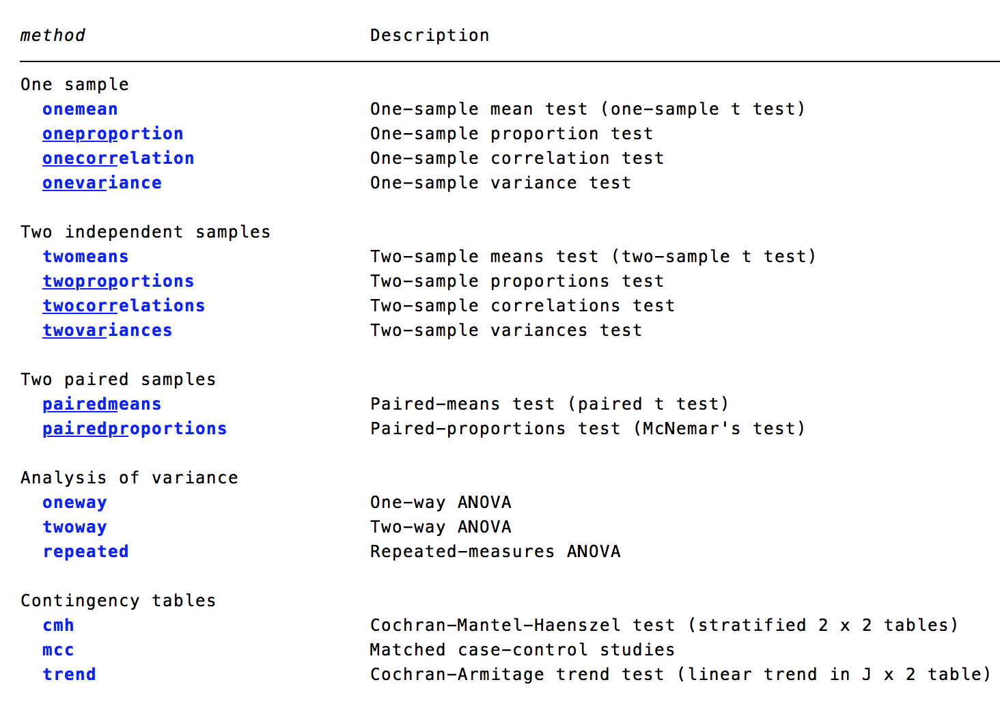 method Description
One sample
onemean One-sample mean test (one-sample t test)
oneproportion One-sample proportion test
onecorrelation One-sample correlation test
onevariance One-sample variance test
Two independent samples
twomeans Two-sample means test (two-sample t test)
twoproportions Two-sample proportions test
twocorrelations Two-sample correlations test
twovariances Two-sample variances test
Two paired samples
pairedmeans Paired-means test (paired t test)
pairedproportions Paired-proportions test (McNemar's test)
Analysis of variance
oneway One-way ANOVA
twoway Two-way ANOVA
repeated Repeated-measures ANOVA
Contingency tables
cmh Cochran-Mantel-Haenszel test (stratified 2 x 2 tables)
mcc Matched case-control studies
trend Cochran-Armitage trend test (linear trend in J x 2 table)